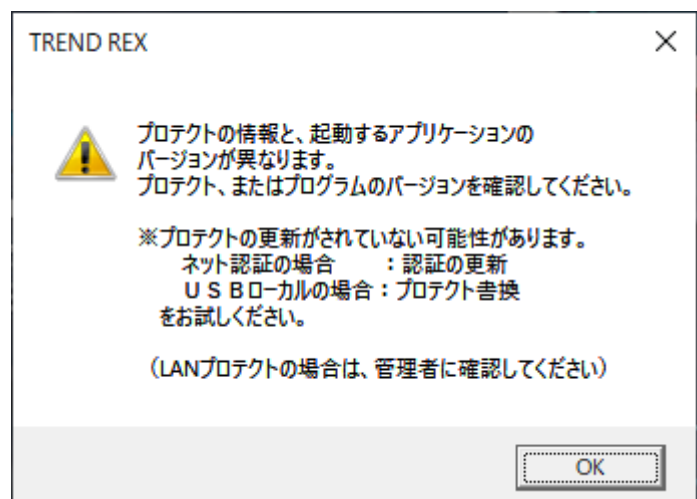 TREND REX
プロテクトの情報と、起動するアプリケーションの
バージョンが異なります。
プロテクト、またはプログラムのバージョンを確認してください。
※プロテクトの更新がされていない可能性があります。
ネット認証の場合　　：認証の更新
ＵＳＢローカルの場合：プロテクト書換
をお試しください。
（LANプロテクトの場合は、管理者に確認してください）
OK